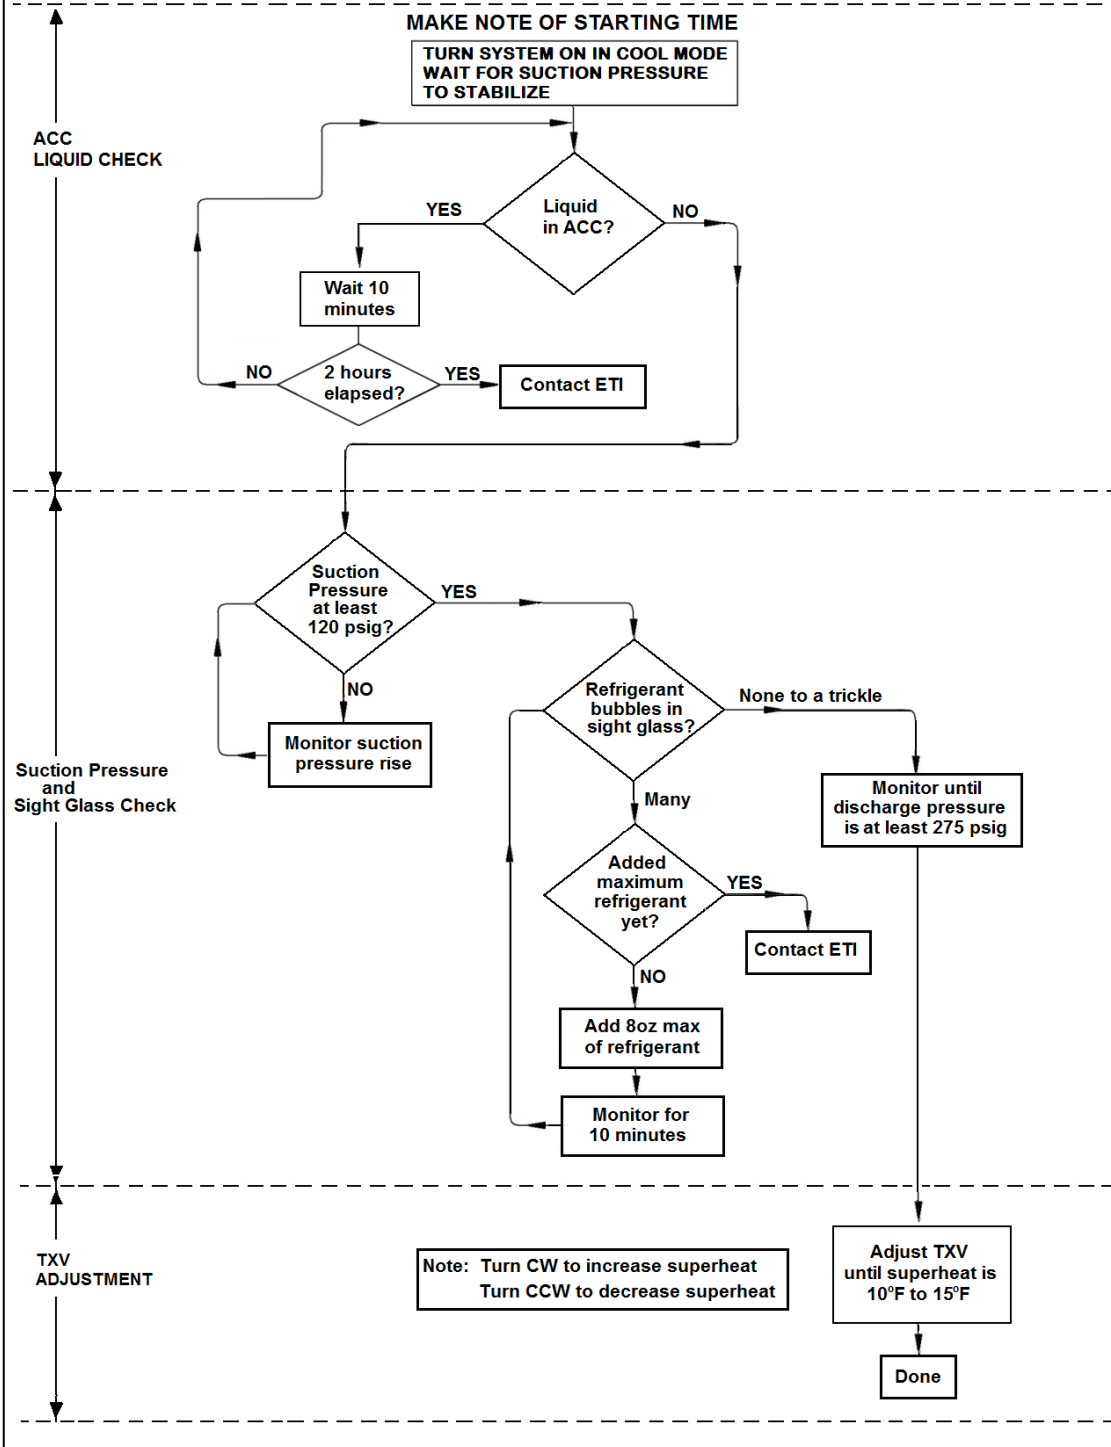 MAKE NOTE OF STARTING TIME
TURN SYSTEM ON IN COOL MODE
WAIT FOR SUCTION PRESSURE
TO STABILIZE
ACC
LIQUID CHECK
Liquid
in ACC?
YES
NO
Wait 10
minutes
2 hours
elapsed?
NO
YES
Contact ETI
Suction
Pressure
at least
120 psig?
YES
NO
Monitor suction
pressure rise
Refrigerant
bubbles in
sight glass?
None to a trickle
Many
Monitor until
discharge pressure
is at least 275 psig
Suction Pressure
and
Sight Glass Check
Added
maximum
refrigerant
yet?
YES
Contact ETI
NO
Add 8oz max
of refrigerant
Monitor for
10 minutes
TXV
ADJUSTMENT
Note: Turn CW to increase superheat
Turn CCW to decrease superheat
Adjust TXV
until superheat is
10°F to 15°F
Done